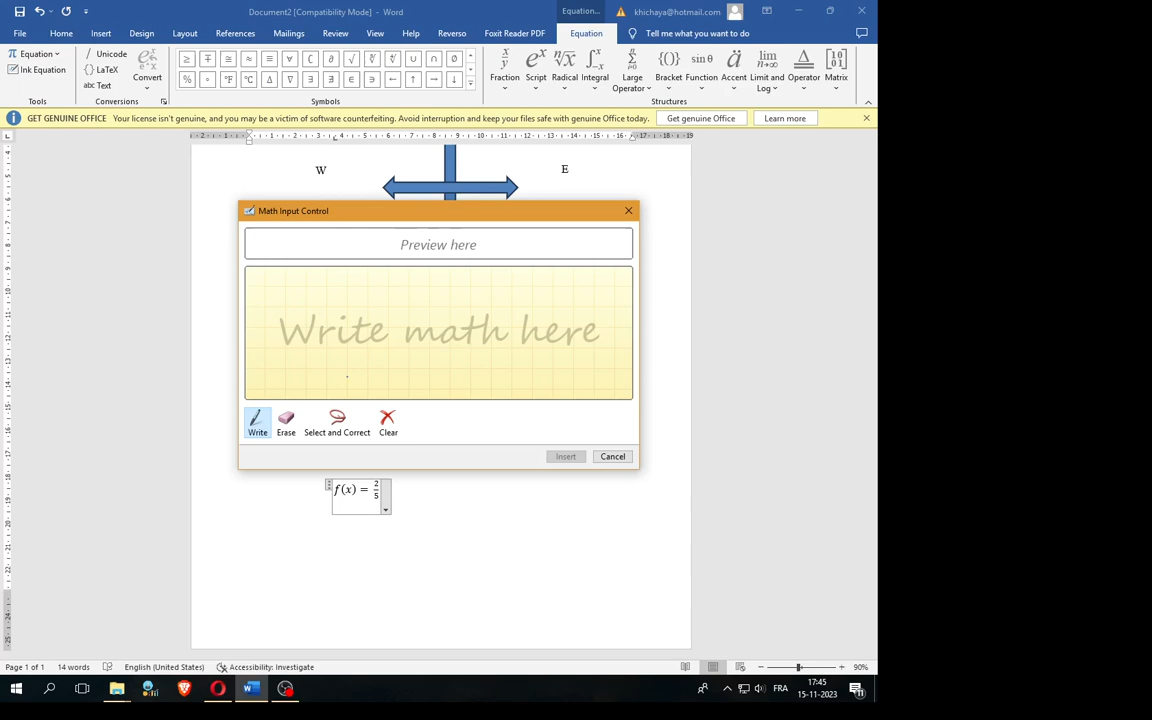 Document2 [Compatibility Mode] - Word
Equation...
khichaya@hotmail.com
File Home Insert Design Layout References Mailings Review View Help Reverso Foxit Reader PDF Equation Tell me what you want to do
Equation
Ink Equation
Tools
Unicode
LaTeX
abc Text
Convert
Conversions
≥ ∓ ≅ ≈ ≡ ∀ ∁ ∂ √ ∛ ∜ ∪ ∩ ∅
% ° °F °C ∆ ∇ ∃ ∄ ∈ ∋ ← ↑ → ↓
Symbols
Fraction
Script
Radical
Integral
Large Operator
Bracket
Function
Accent
Limit and Log
Operator
Matrix
Structures
GET GENUINE OFFICE Your license isn't genuine, and you may be a victim of software counterfeiting. Avoid interruption and keep your files safe with genuine Office today. Get genuine Office Learn more
W
E
Math Input Control
Preview here
Write math here
Write Erase Select and Correct Clear
Insert Cancel
f(x) = 2/5
Page 1 of 1 14 words English (United States) Accessibility: Investigate 90%
17:45
FRA
15-11-2023